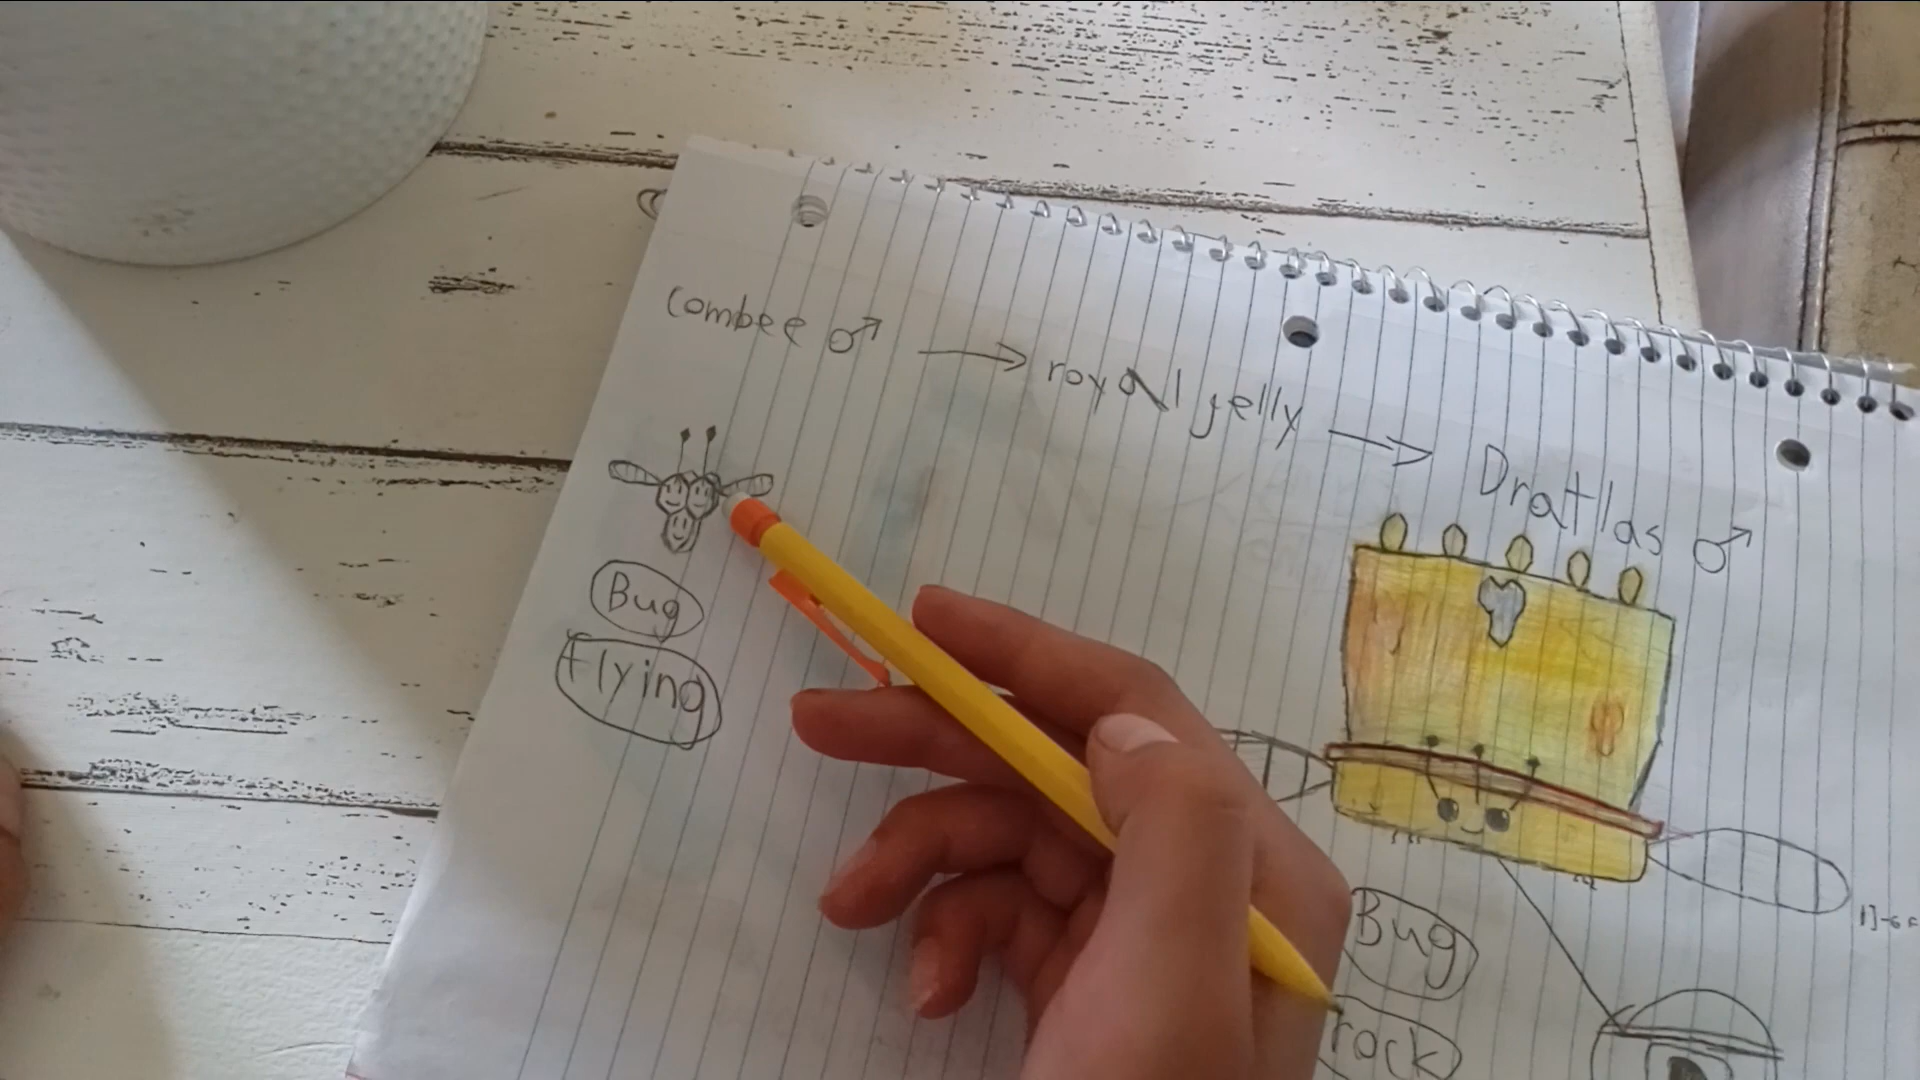 combee ♂ → royal jelly → Dratlas ♂
Bug
flying
Bug
rock